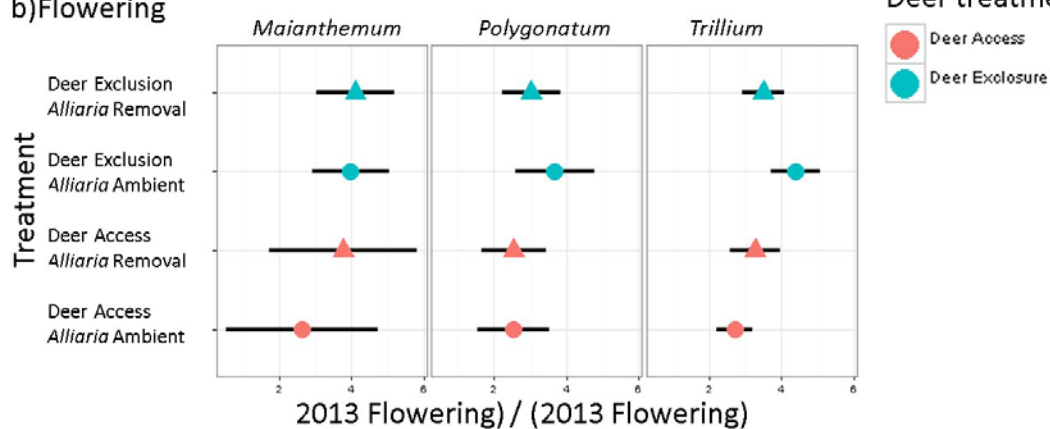 b)Flowering
Deer treatme
Maianthemum
Polygonatum
Trillium
Deer Access
Deer Exolosure
Deer Exclusion
Alliaria Removal
Deer Exclusion
Alliaria Ambient
Deer Access
Alliaria Removal
Deer Access
Alliaria Ambient
Treatment
2 4 6 2 4 6 2 4 6
2013 Flowering) / (2013 Flowering)